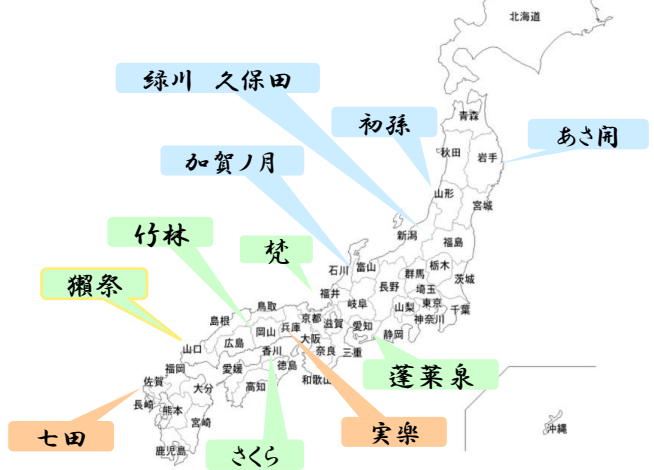 北海道
緑川 久保田
初孫
あさ開
加賀ノ月
竹林
梵
獺祭
七田
さくら
実楽
蓬莱泉
青森
秋田
岩手
山形
宮城
新潟
福島
石川
富山
栃木
群馬
茨城
長野
埼玉
福井
岐阜
山梨
東京
千葉
神奈川
鳥取
島根
京都
滋賀
愛知
静岡
岡山
兵庫
大阪
広島
山口
香川
奈良
三重
福岡
愛媛
徳島
和歌山
佐賀
大分
高知
長崎
熊本
宮崎
鹿児島
沖縄